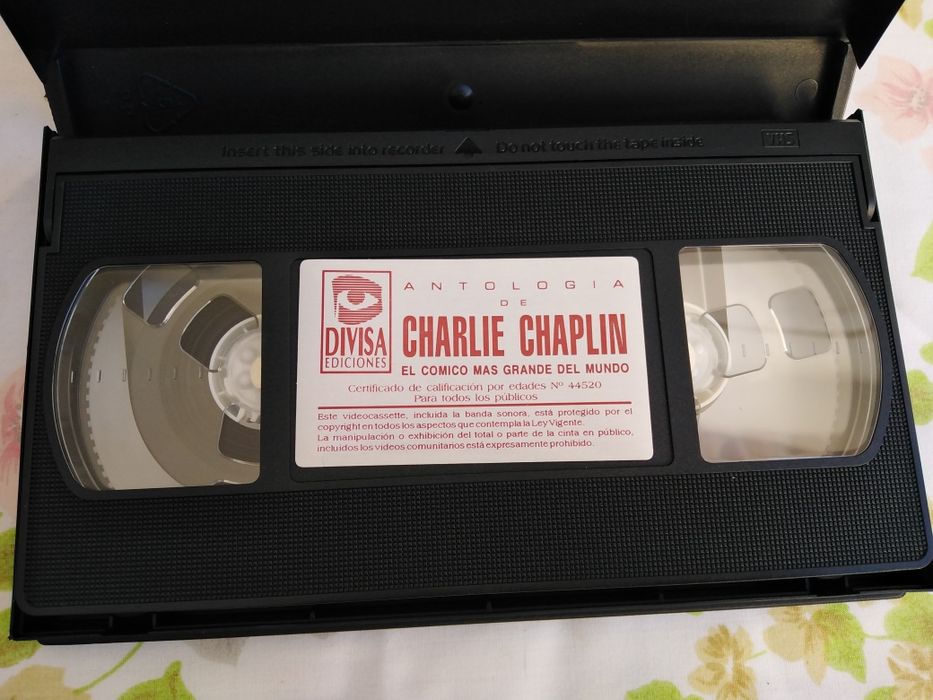 Insert this side into recorder Do not touch the tape inside VHS
DIVISA
EDICIONES
ANTOLOGIA
DE
CHARLIE CHAPLIN
EL COMICO MAS GRANDE DEL MUNDO
Certificado de calificación por edades Nº 44520
Para todos los públicos
Este videocassette, incluida la banda sonora, está protegido por el
copyright en todos los aspectos que contempla la Ley Vigente.
La manipulación o exhibición del total o parte de la cinta en público,
incluidos los videos comunitarios está expresamente prohibido.